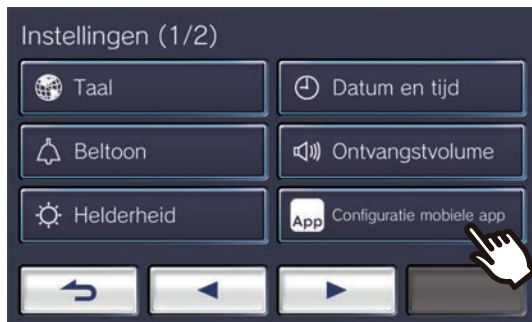 Instellingen (1/2)
Taal
Datum en tijd
Beltoon
Ontvangstvolume
Helderheid
App Configuratie mobiele app